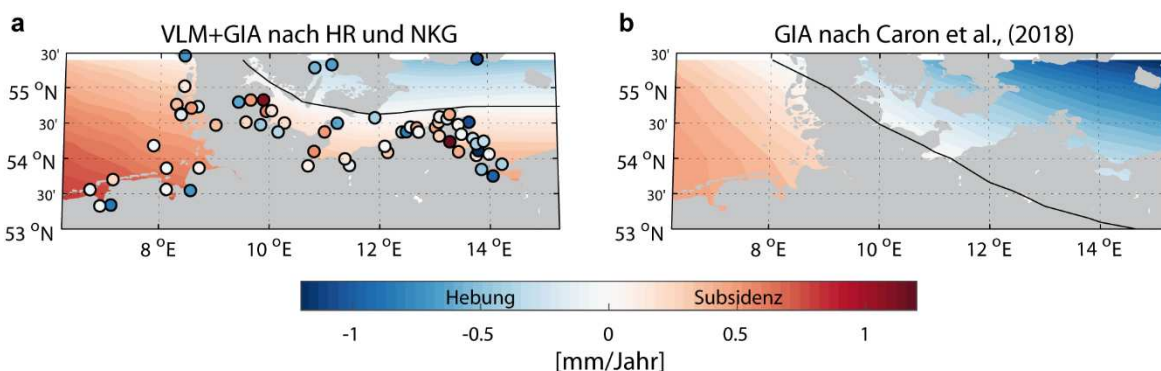 a
VLM+GIA nach HR und NKG
30'
55 °N
30'
54 °N
30'
53 °N
8 °E
10 °E
12 °E
14 °E
b
GIA nach Caron et al., (2018)
30'
55 °N
30'
54 °N
30'
53 °N
8 °E
10 °E
12 °E
14 °E
Hebung
Subsidenz
-1
-0.5
0
0.5
1
[mm/Jahr]